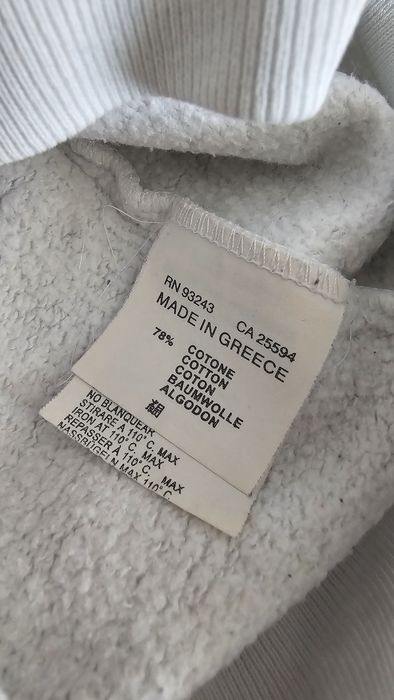 RN 93243 CA 25594
MADE IN GREECE
78% COTONE
COTTON
COTON
BAUMWOLLE
ALGODON
NO BLANQUEAR
STIRARE A 110°C. MAX
IRON AT 110°C. MAX
REPASSER À 110°C. MAX
NASSBÜGELN MAX 110°C.